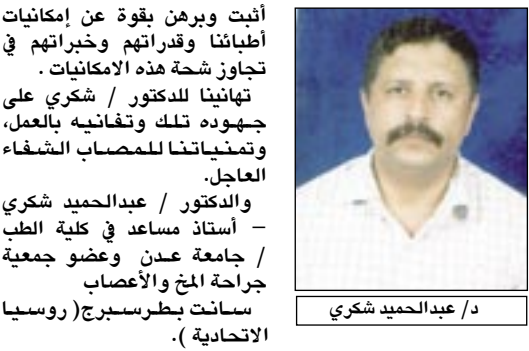 أثبت وبرهن بقوة عن إمكانيات
أطبائنا وقدراتهم وخبراتهم في
تجاوز شحة هذه الامكانيات .
تهانينا للدكتور / شكري على
جهوده تلك وتفانيه بالعمل،
وتمنياتنا للمصاب الشفاء
العاجل.
والدكتور / عبدالحميد شكري
– أستاذ مساعد في كلية الطب
/ جامعة عدن وعضو جمعية
جراحة المخ والأعصاب
سانت بطرسبرج( روسيا
الاتحادية ).
د/ عبدالحميد شكري